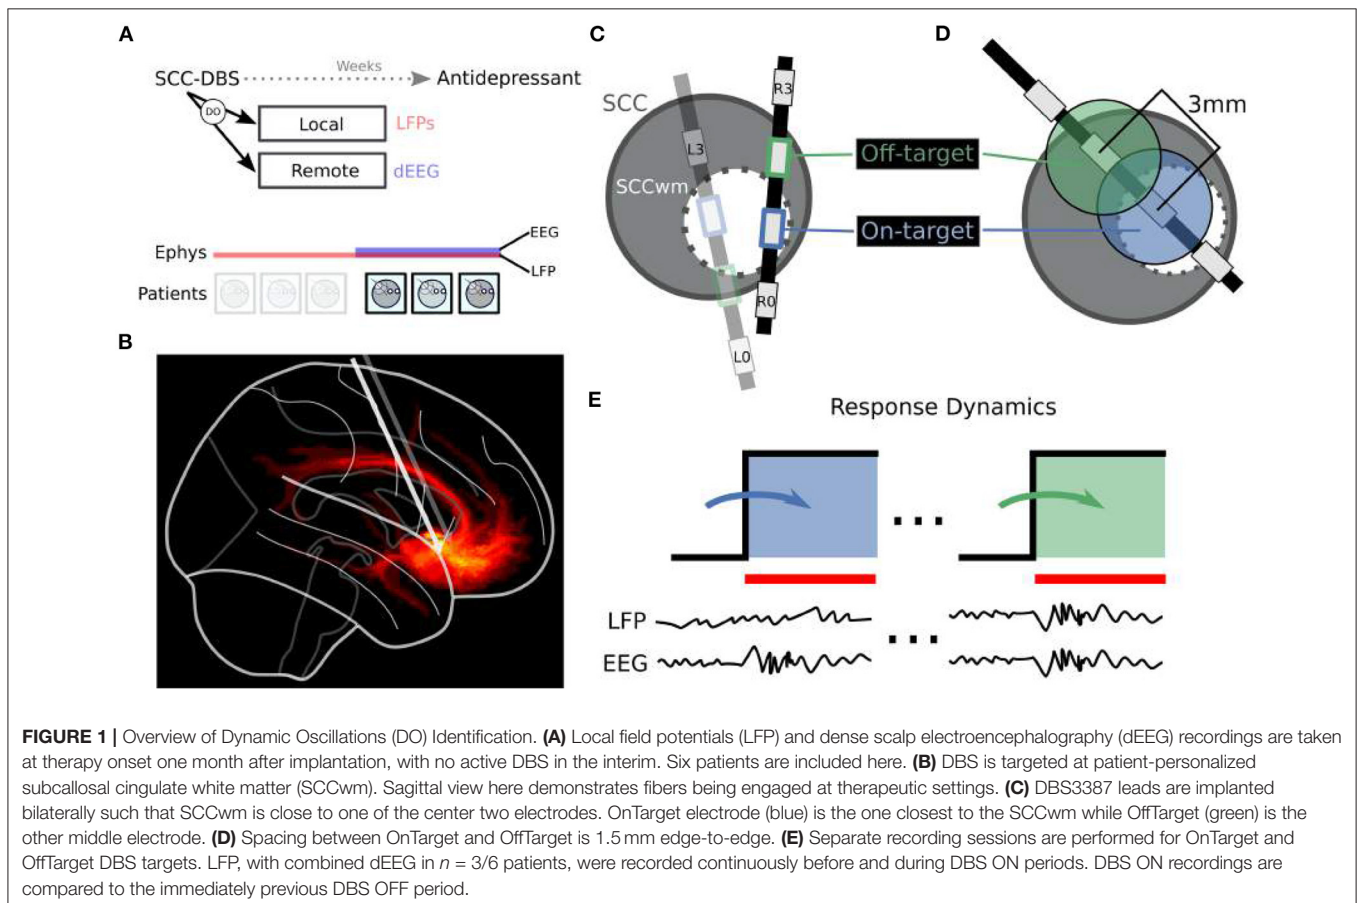 A
SCC-DBS
Weeks
Antidepressant
DO
Local
LFPs
Remote
dEEG
Ephys
EEG
LFP
Patients
B
C
SCC
R3
L3
SCCwm
R0
L0
Off-target
On-target
D
3mm
E
Response Dynamics
...
LFP
...
EEG
FIGURE 1 | Overview of Dynamic Oscillations (DO) Identification. (A) Local field potentials (LFP) and dense scalp electroencephalography (dEEG) recordings are taken
at therapy onset one month after implantation, with no active DBS in the interim. Six patients are included here. (B) DBS is targeted at patient-personalized
subcallosal cingulate white matter (SCCwm). Sagittal view here demonstrates fibers being engaged at therapeutic settings. (C) DBS3387 leads are implanted
bilaterally such that SCCwm is close to one of the center two electrodes. OnTarget electrode (blue) is the one closest to the SCCwm while OffTarget (green) is the
other middle electrode. (D) Spacing between OnTarget and OffTarget is 1.5 mm edge-to-edge. (E) Separate recording sessions are performed for OnTarget and
OffTarget DBS targets. LFP, with combined dEEG in n = 3/6 patients, were recorded continuously before and during DBS ON periods. DBS ON recordings are
compared to the immediately previous DBS OFF period.